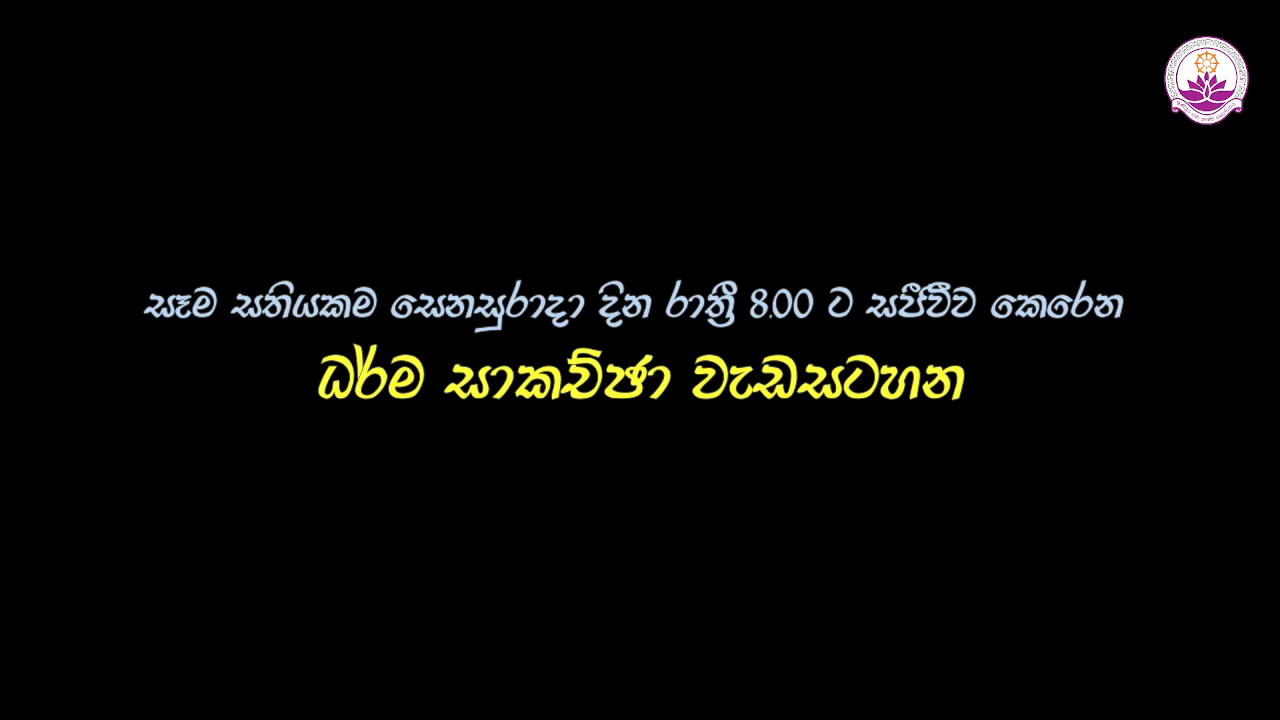 සෑම සතියකම සෙනසුරාදා දින රාත්‍රී 8.00 ට සජීවීව කෙරෙන
ධර්ම සාකච්ඡා වැඩසටහන